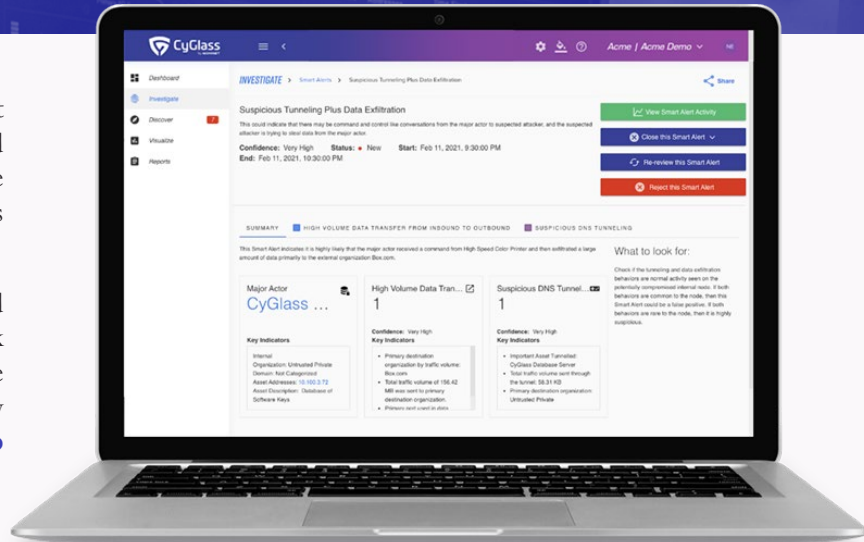 CyGlass
Acme | Acme Demo
NE
Dashboard
Investigate
Discover
7
Visualize
Reports
INVESTIGATE > Smart Alerts > Suspicious Tunneling Plus Data Exfiltration
Share
Suspicious Tunneling Plus Data Exfiltration
This could indicate that there may be command and control like conversations from the major actor to suspected attacker, and the suspected
attacker is trying to steal data from the major actor.
Confidence: Very High Status: New Start: Feb 11, 2021, 9:30:00 PM
End: Feb 11, 2021, 10:30:00 PM
View Smart Alert Activity
Close this Smart Alert
Re-review this Smart Alert
Reject this Smart Alert
SUMMARY HIGH VOLUME DATA TRANSFER FROM INBOUND TO OUTBOUND SUSPICIOUS DNS TUNNELING
This Smart Alert indicates it is highly likely that the major actor received a command from High Speed Color Printer and then exfiltrated a large
amount of data primarily to the external organization Box.com.
Major Actor
CyGlass ...
Key Indicators
Internal
Organization: Untrusted Private
Domain: Not Categorized
Asset Addresses: 10.100.3.72
Asset Description: Database of
Software Keys
High Volume Data Tran...
1
Confidence: Very High
Key Indicators
• Primary destination
organization by traffic volume:
Box.com
• Total traffic volume of 156.42
MB was sent to primary
destination organization.
• Primary port used in data
Suspicious DNS Tunnel...
1
Confidence: Very High
Key Indicators
• Important Asset Tunnelled:
CyGlass Database Server
• Total traffic volume sent through
the tunnel: 58.31 KB
• Primary destination organization:
Untrusted Private
What to look for:
Check if the tunneling and data exfiltration
behaviors are normal activity seen on the
potentially compromised internal node. If both
behaviors are common to the node, then this
Smart Alert could be a false positive. If both
behaviors are rare to the node, then it is highly
suspicious.